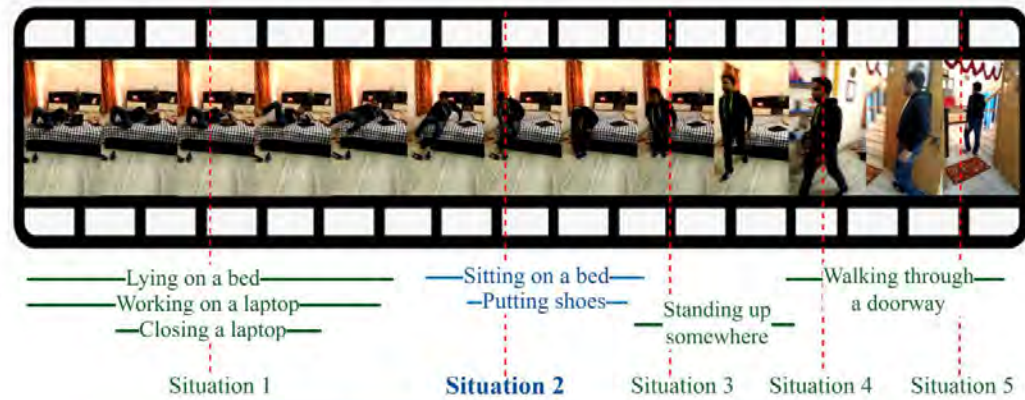 Lying on a bed
Working on a laptop
Closing a laptop
Sitting on a bed
Putting shoes
Standing up
somewhere
Walking through
a doorway
Situation 1
Situation 2
Situation 3
Situation 4
Situation 5